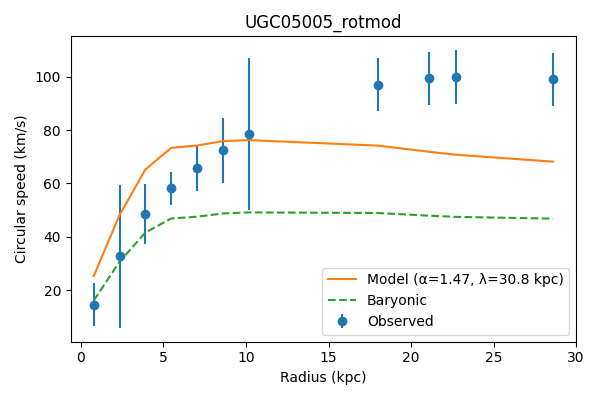 UGC05005_rotmod
Circular speed (km/s)
100
80
60
40
20
0
5
10
15
20
25
30
Radius (kpc)
Model (α=1.47, λ=30.8 kpc)
Baryonic
Observed